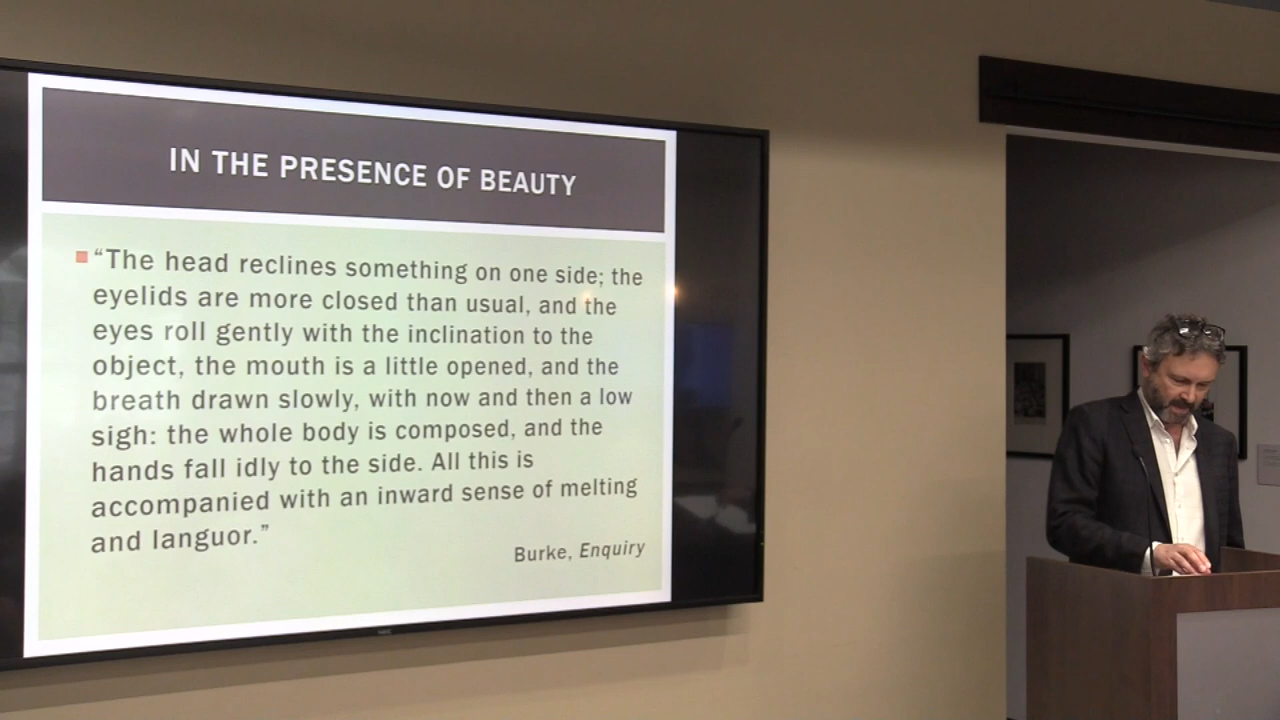 IN THE PRESENCE OF BEAUTY
“The head reclines something on one side; the
eyelids are more closed than usual, and the
eyes roll gently with the inclination to the
object, the mouth is a little opened, and the
breath drawn slowly, with now and then a low
sigh: the whole body is composed, and the
hands fall idly to the side. All this is
accompanied with an inward sense of melting
and languor.”
Burke, Enquiry